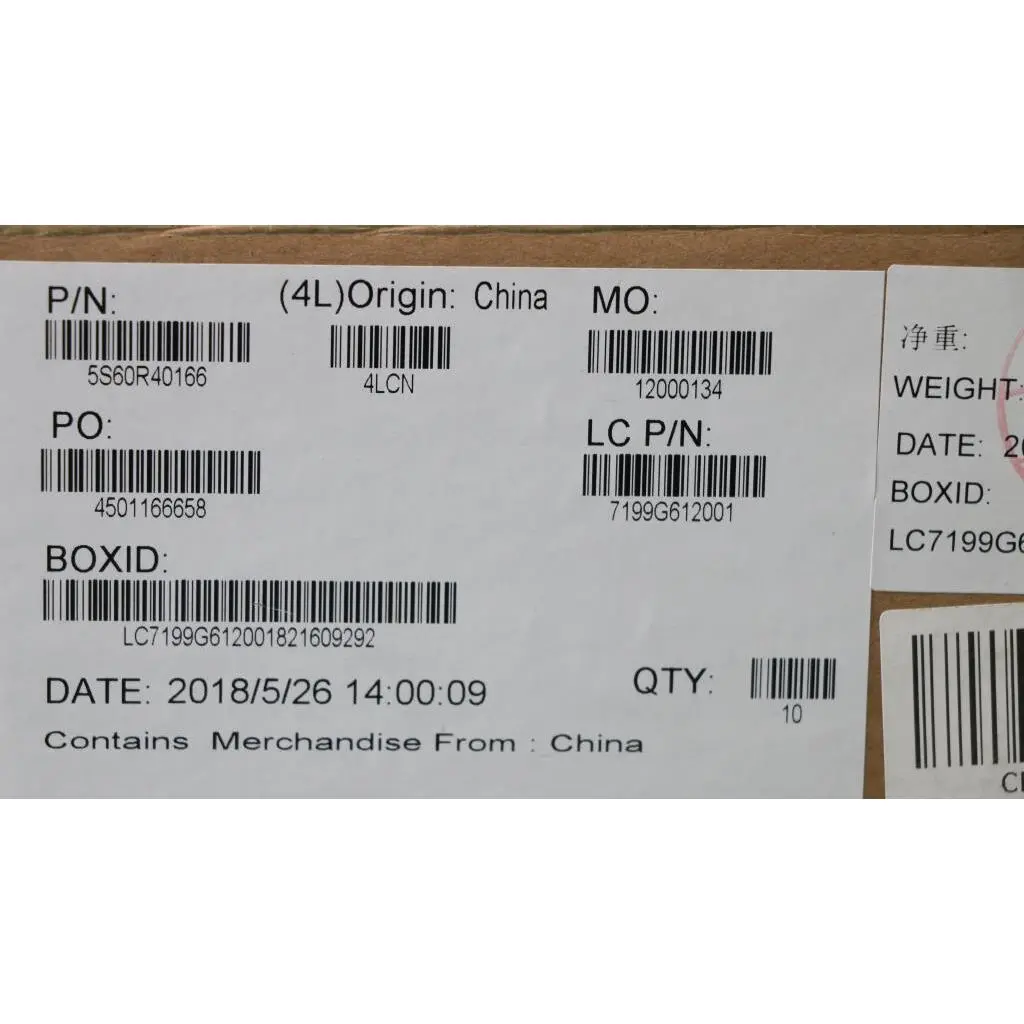 P/N: (4L)Origin: China MO:
5S60R40166 4LCN 12000134
PO: LC P/N:
4501166658 7199G612001
BOXID:
LC7199G612001821609292
DATE: 2018/5/26 14:00:09 QTY:
10
Contains Merchandise From : China
净重:
WEIGHT:
DATE:
BOXID:
LC7199G6